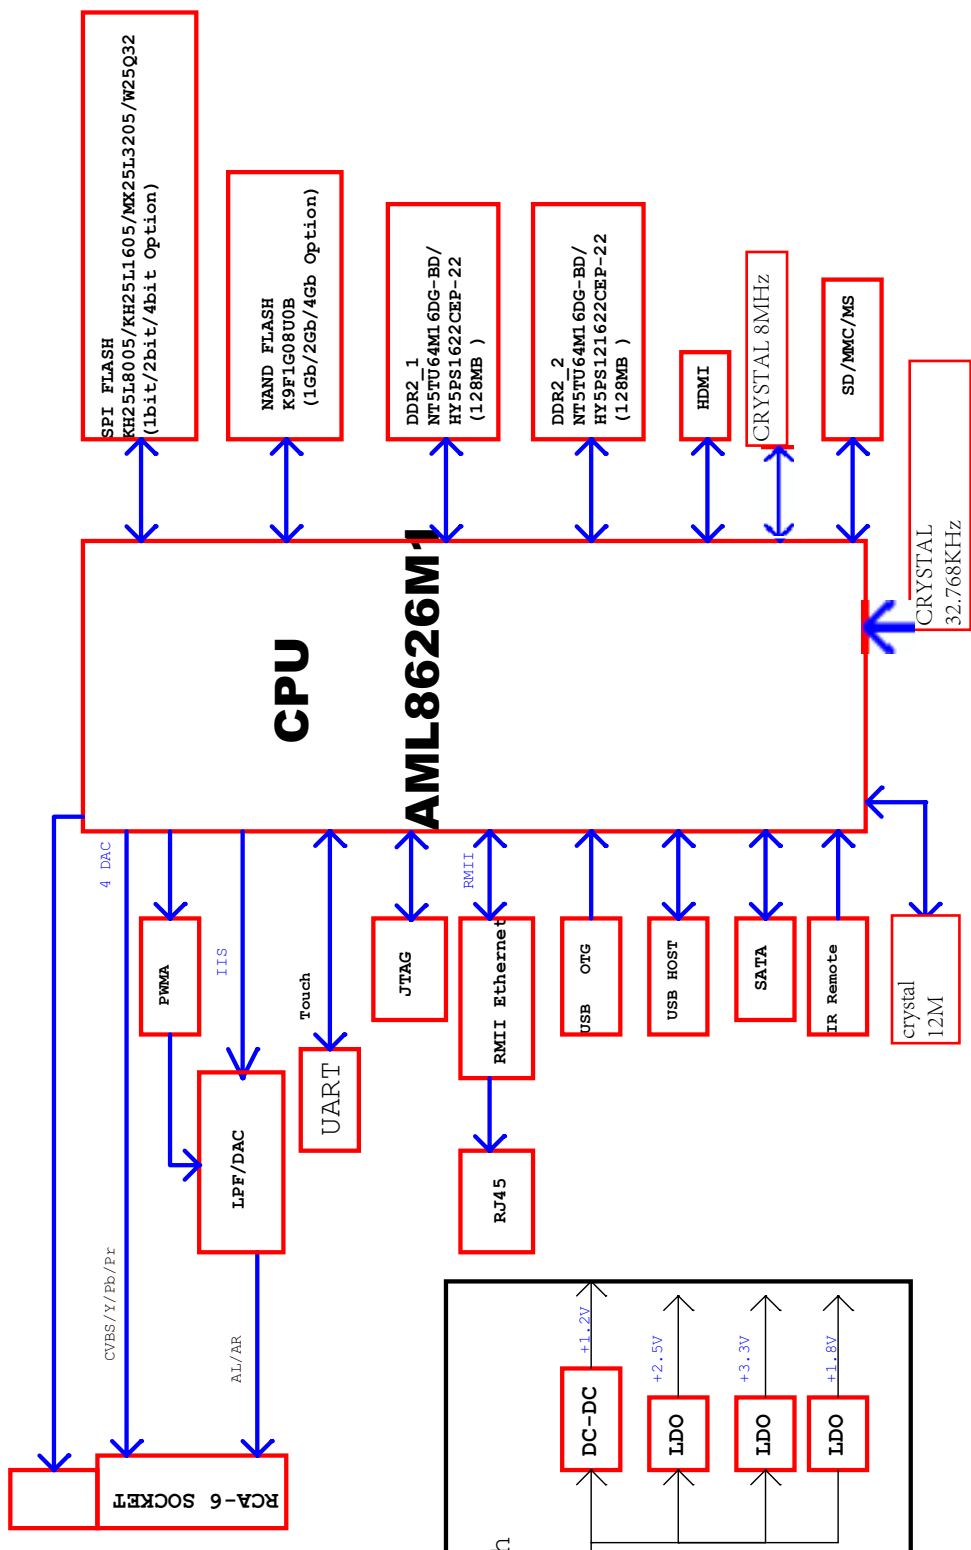 SPI FLASH
KH25L8005/KH25L1605/MX25L3205/W25Q32
(1bit/2bit/4bit Option)
NAND FLASH
K9F1G08U0B
(1Gb/2Gb/4Gb Option)
DDR2_1
NT5TU64M16DG-BD/
HY5PS1622CEP-22
(128MB )
DDR2_2
NT5TU64M16DG-BD/
HY5PS121622CEP-22
(128MB )
HDMI
CRYSTAL 8MHz
SD/MMC/MS
CRYSTAL
32.768KHz
CPU
AML8626M1
4 DAC
PWMA
IIS
Touch
UART
JTAG
RMII
RMII Ethernet
RJ45
USB OTG
USB HOST
SATA
IR Remote
crystal
12M
LPF/DAC
CVBS/Y/Pb/Pr
AL/AR
RCA-6 SOCKET
DC-DC
+1.2V
LDO
+2.5V
LDO
+3.3V
LDO
+1.8V